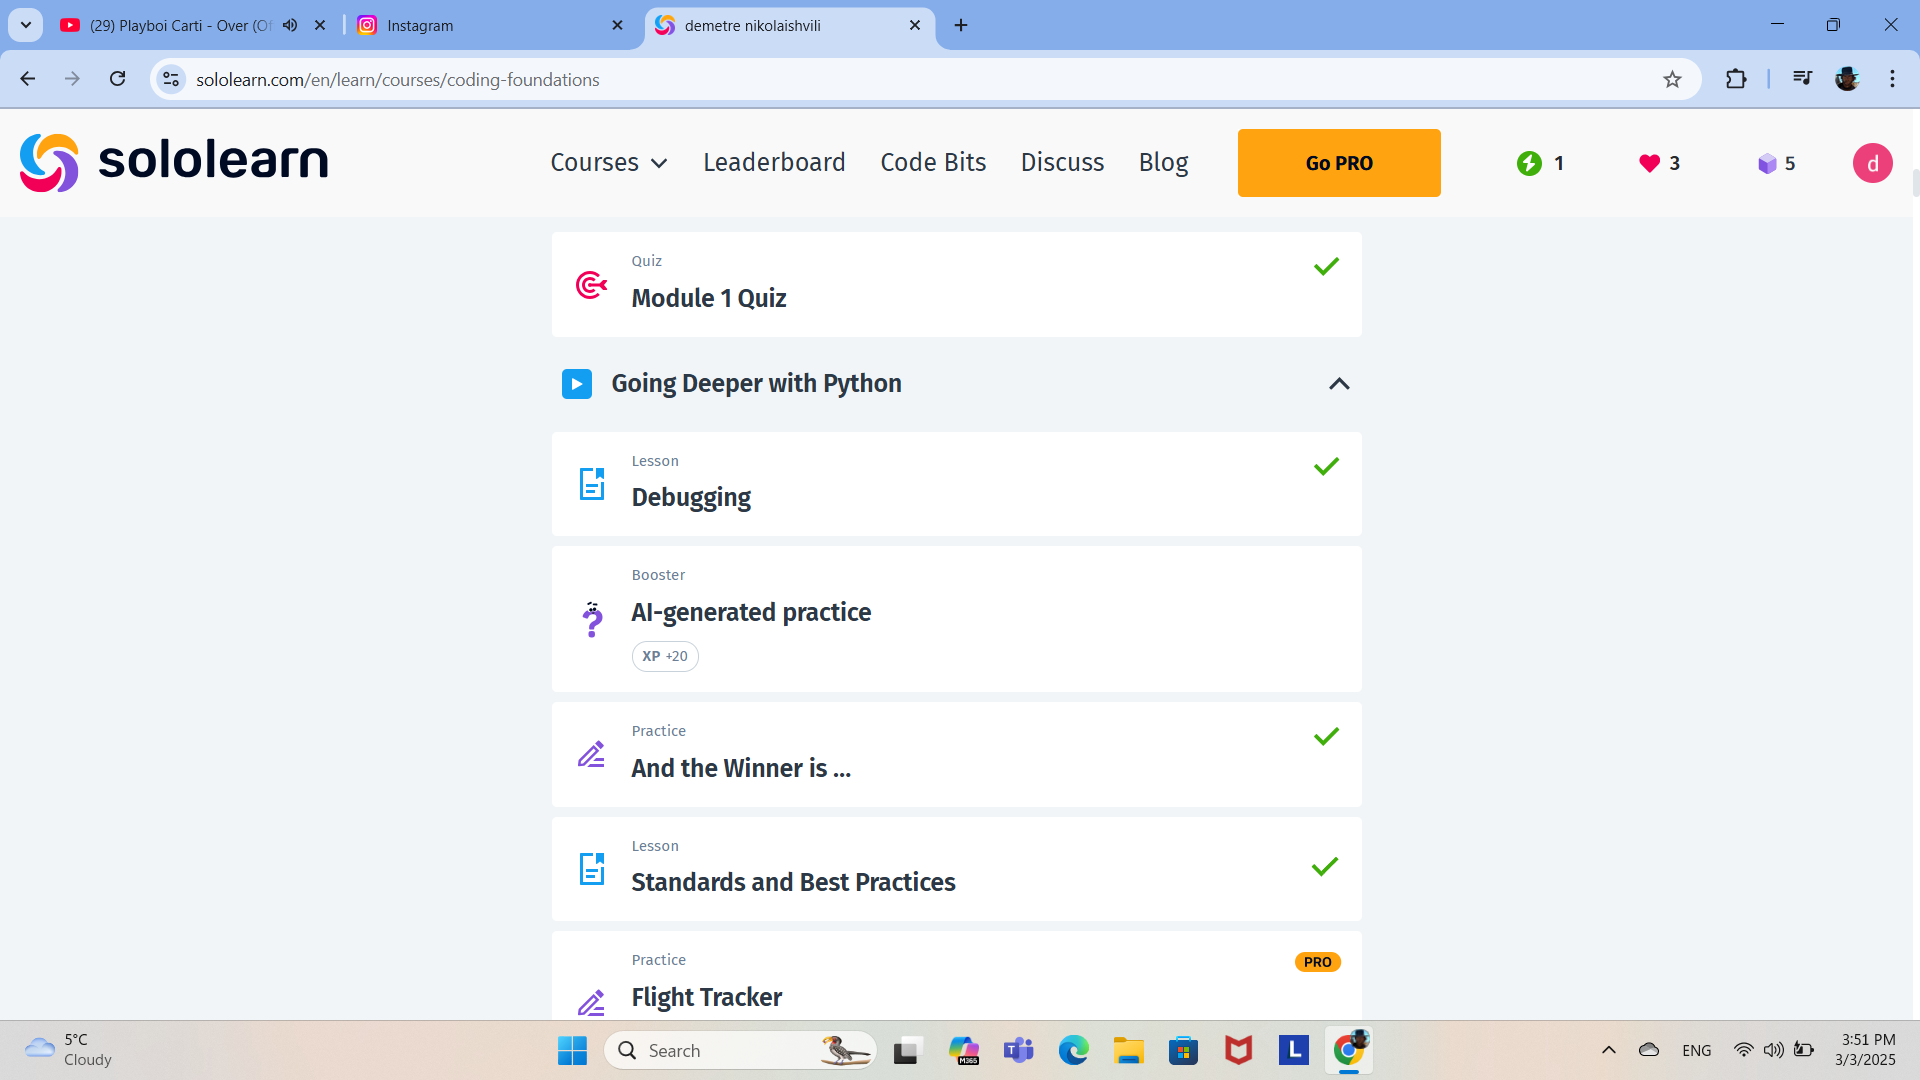 (29) Playboi Carti - Over (Of
Instagram
demetre nikolaishvili
sololearn.com/en/learn/courses/coding-foundations
sololearn
Courses
Leaderboard
Code Bits
Discuss
Blog
Go PRO
1
3
5
d
Quiz
Module 1 Quiz
Going Deeper with Python
Lesson
Debugging
Booster
AI-generated practice
XP +20
Practice
And the Winner is ...
Lesson
Standards and Best Practices
Practice
PRO
Flight Tracker
5°C
Cloudy
Search
M365
T
L
ENG
3:51 PM
3/3/2025